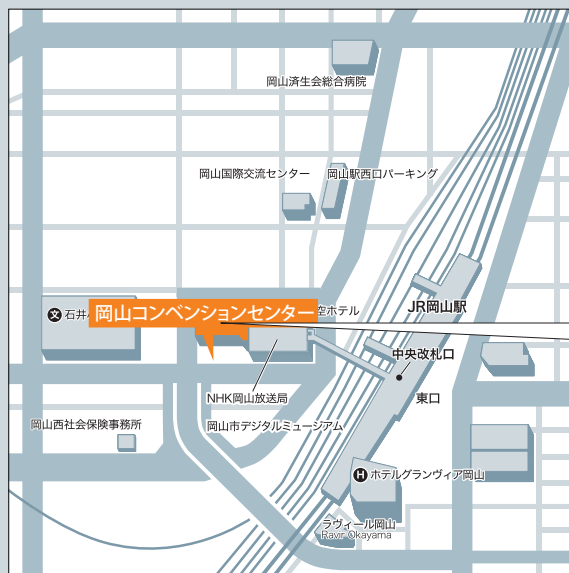 岡山済生会総合病院
岡山国際交流センター
岡山駅西口パーキング
文 石井
岡山コンベンションセンター
空ホテル
JR岡山駅
中央改札口
NHK岡山放送局
東口
岡山西社会保険事務所
岡山市デジタルミュージアム
H ホテルグランヴィア岡山
ラヴィール岡山
Ravir Okayama